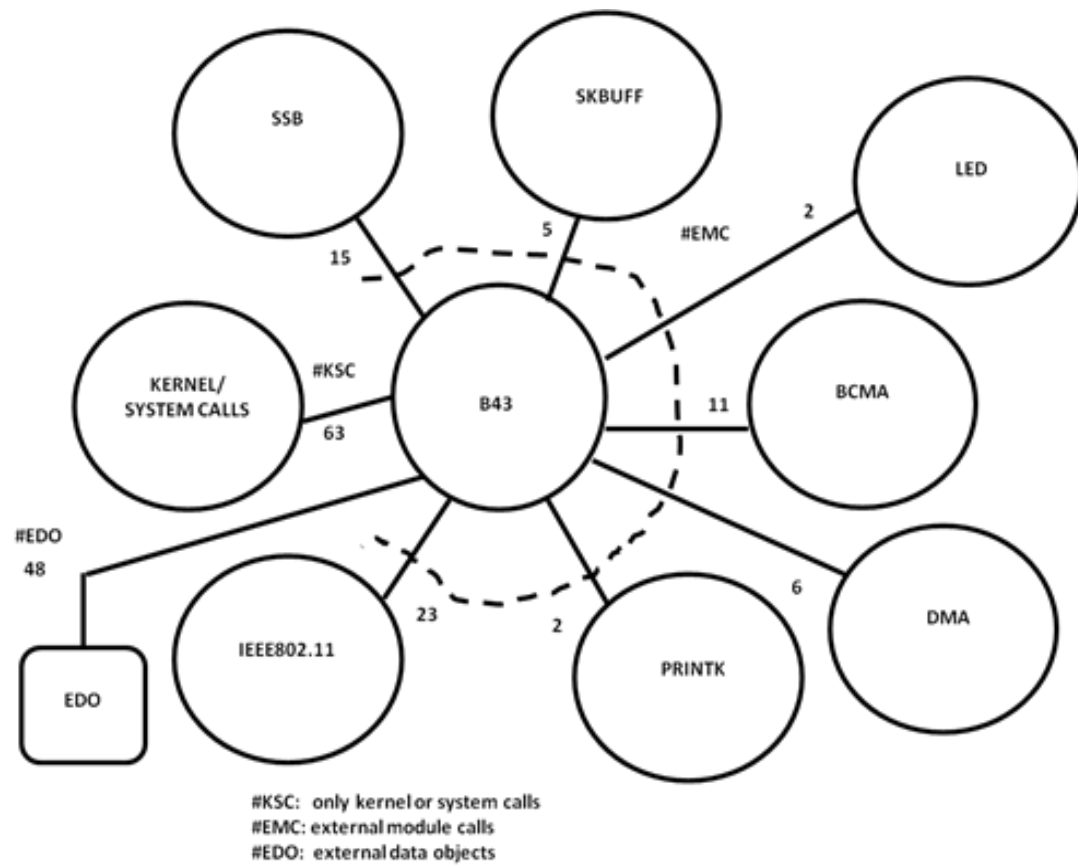 SSB
SKBUFF
LED
2
#EMC
5
15
#KSC
63
KERNEL/
SYSTEM CALLS
B43
11
BCMA
#EDO
48
EDO
IEEE802.11
23
2
PRINTK
6
DMA
#KSC: only kernel or system calls
#EMC: external module calls
#EDO: external data objects